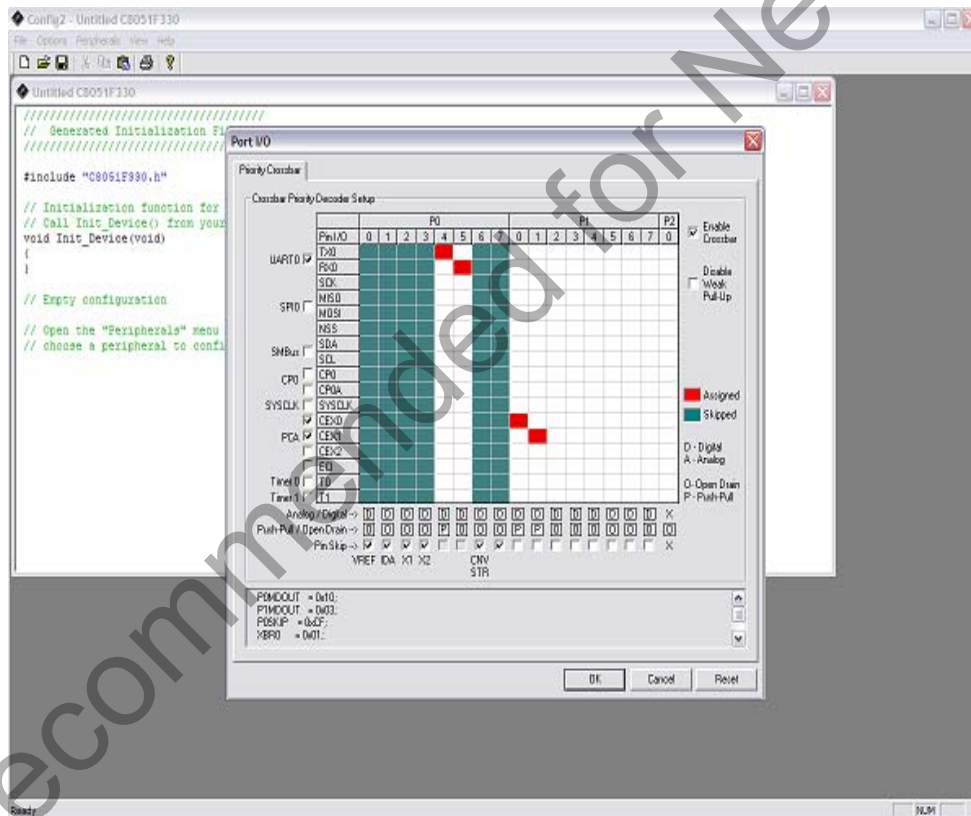 Config2 - Untitled C8051F330
File Options Peripherals View Help
Untitled C8051F330
/////////////////////////////////////
// Generated Initialization Fi
#include "C8051F330.h"
// Initialization function for
// Call Init_Device() from your
void Init_Device(void)
{
}
// Empty configuration
// Open the "Peripherals" menu
// choose a peripheral to confi
Port I/O
Priority Crossbar
Crossbar Priority Decoder Setup
P0 P1 P2
Pin I/O 0 1 2 3 4 5 6 7 0 1 2 3 4 5 6 7 0
UART0 TX0
RX0
SCK
SPI0 MISO
MOSI
NSS
SMBus SDA
SCL
CP0 CP0
CP0A
SYSCLK SYSCLK
CEX0
PCA CEX1
CEX2
ECI
Timer 0 T0
Timer 1 T1
Analog / Digital -> D D D D D D D D D D D D D D D D X
Push-Pull / Open Drain -> O O O O P O O O P P O O O O O O O
Pin Skip -> X
VREF IDA X1 X2 CNV
STR
Enable
Crossbar
Disable
Weak
Pull-Up
Assigned
Skipped
D - Digital
A - Analog
O - Open Drain
P - Push-Pull
P0MDOUT = 0x10;
P1MDOUT = 0x03;
P0SKIP = 0xCF;
XBR0 = 0x01;
OK Cancel Reset
Ready NUM
ecommended for Ne